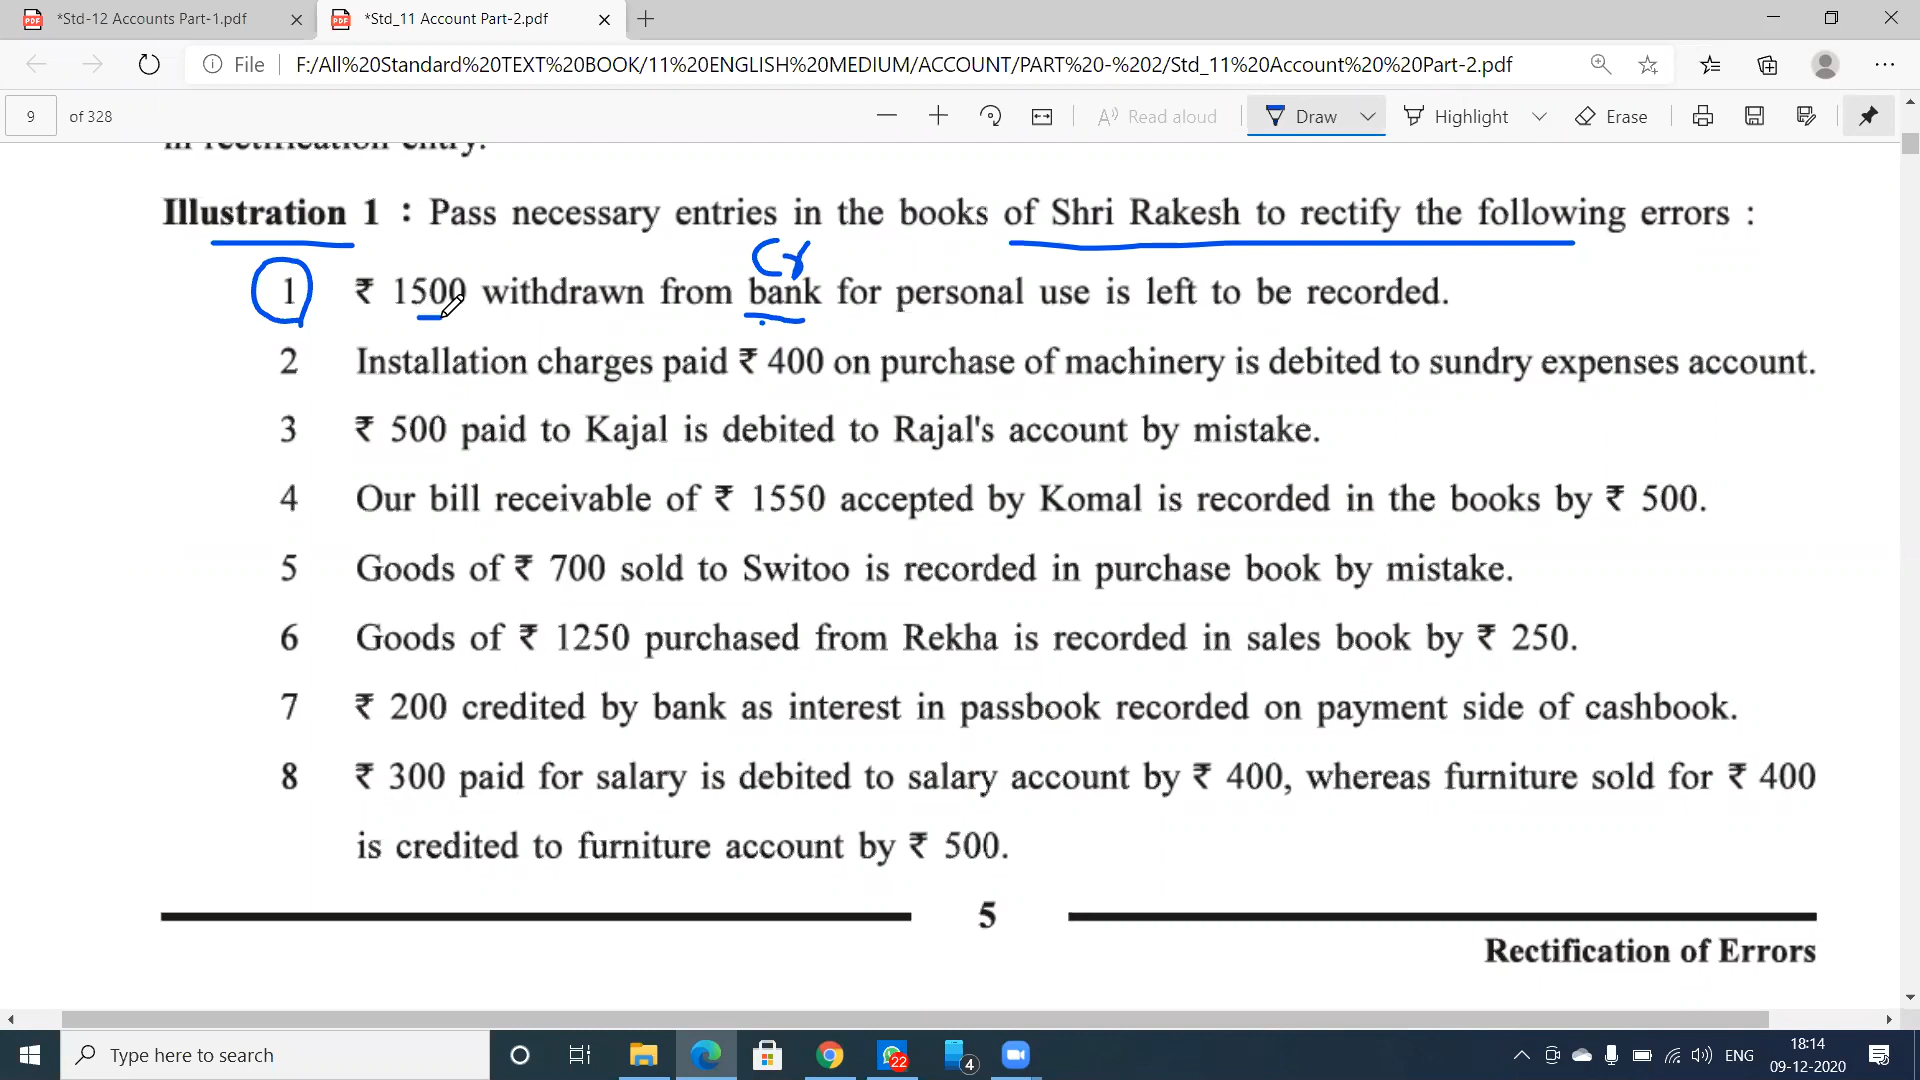 *Std-12 Accounts Part-1.pdf
*Std_11 Account Part-2.pdf
File
F:/All%20Standard%20TEXT%20BOOK/11%20ENGLISH%20MEDIUM/ACCOUNT/PART%20-%202/Std_11%20Account%20%20Part-2.pdf
9 of 328
Read aloud
Draw
Highlight
Erase
in rectification entry.
Illustration 1 : Pass necessary entries in the books of Shri Rakesh to rectify the following errors :
Cr
1 ₹ 1500 withdrawn from bank for personal use is left to be recorded.
2 Installation charges paid ₹ 400 on purchase of machinery is debited to sundry expenses account.
3 ₹ 500 paid to Kajal is debited to Rajal's account by mistake.
4 Our bill receivable of ₹ 1550 accepted by Komal is recorded in the books by ₹ 500.
5 Goods of ₹ 700 sold to Switoo is recorded in purchase book by mistake.
6 Goods of ₹ 1250 purchased from Rekha is recorded in sales book by ₹ 250.
7 ₹ 200 credited by bank as interest in passbook recorded on payment side of cashbook.
8 ₹ 300 paid for salary is debited to salary account by ₹ 400, whereas furniture sold for ₹ 400
is credited to furniture account by ₹ 500.
5
Rectification of Errors
Type here to search
22
4
ENG
18:14
09-12-2020